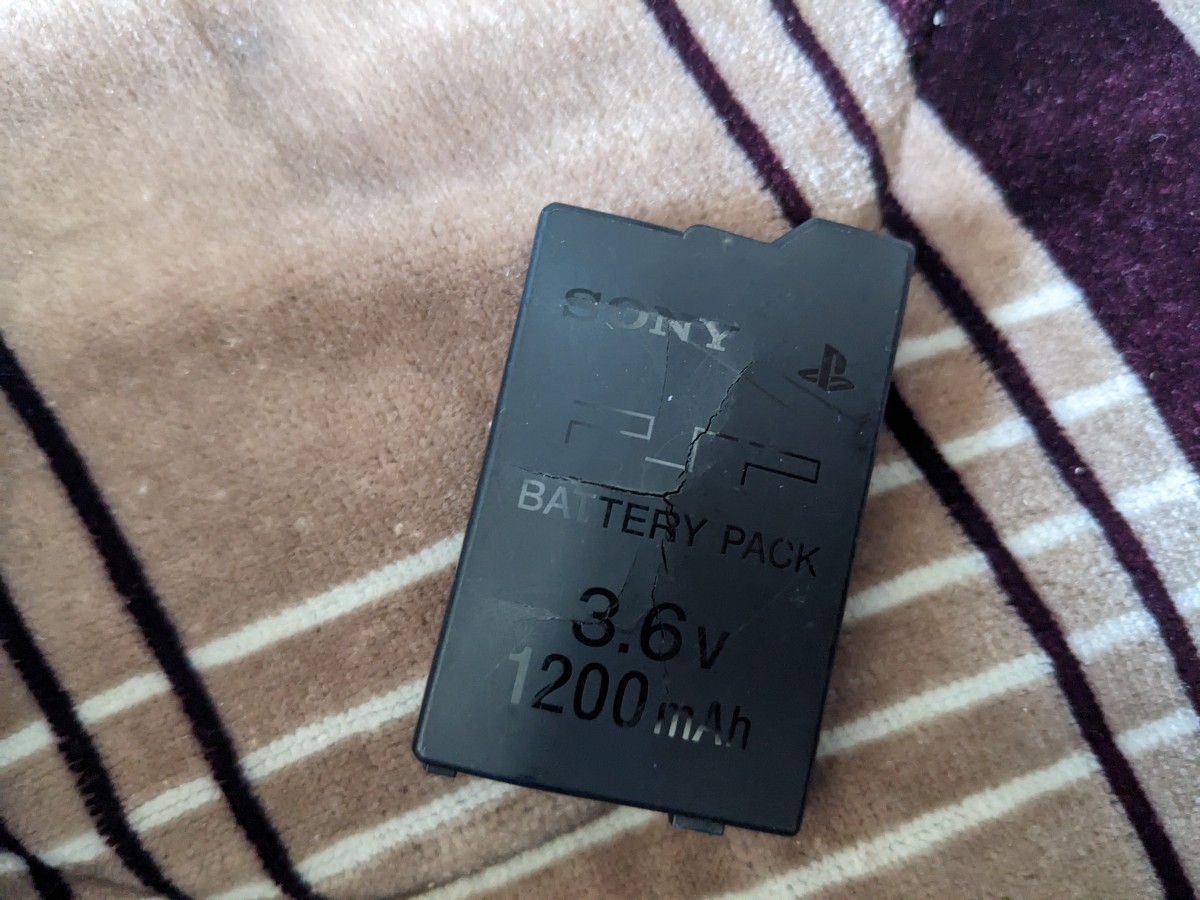 SONY
PSP
BATTERY PACK
3.6V
1200mAh